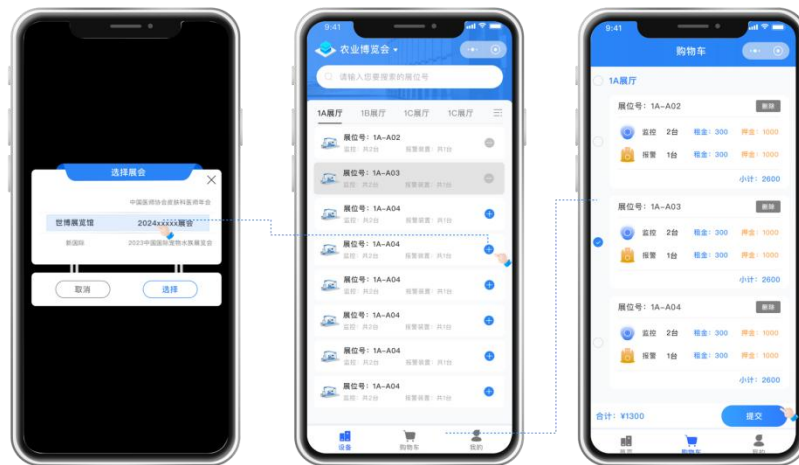 选择展会
中国医师协会皮肤科医师年会
世博展览馆 2024xxxxx展会
新国际 2023中国国际宠物水族展览会
取消 选择
9:41
农业博览会
请输入您要搜索的展位号
1A展厅 1B展厅 1C展厅 1C展厅
展位号：1A-A02
监控：共2台 报警装置：共1台
展位号：1A-A03
监控：共2台 报警装置：共1台
展位号：1A-A04
监控：共2台 报警装置：共1台
展位号：1A-A04
监控：共2台 报警装置：共1台
展位号：1A-A04
监控：共2台 报警装置：共1台
展位号：1A-A04
监控：共2台 报警装置：共1台
展位号：1A-A04
监控：共2台 报警装置：共1台
展位号：1A-A04
监控：共2台 报警装置：共1台
设备 购物车 我的
9:41
购物车
1A展厅
展位号：1A-A02 删除
监控 2台 租金：300 押金：1000
报警 1台 租金：300 押金：1000
小计：2600
展位号：1A-A03 删除
监控 2台 租金：300 押金：1000
报警 1台 租金：300 押金：1000
小计：2600
展位号：1A-A04 删除
监控 2台 租金：300 押金：1000
报警 1台 租金：300 押金：1000
小计：2600
合计：¥1300 提交
购物车 我的